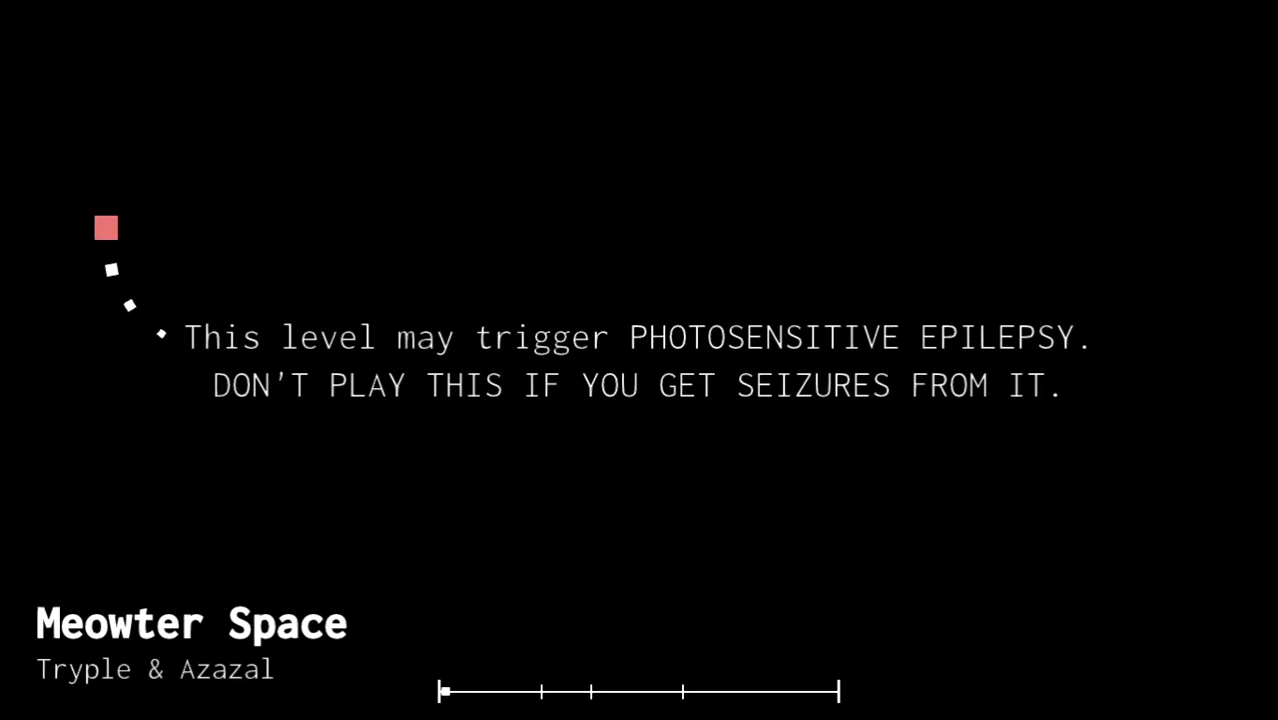 This level may trigger PHOTOSENSITIVE EPILEPSY.
DON'T PLAY THIS IF YOU GET SEIZURES FROM IT.
Meowter Space
Tryple & Azazal